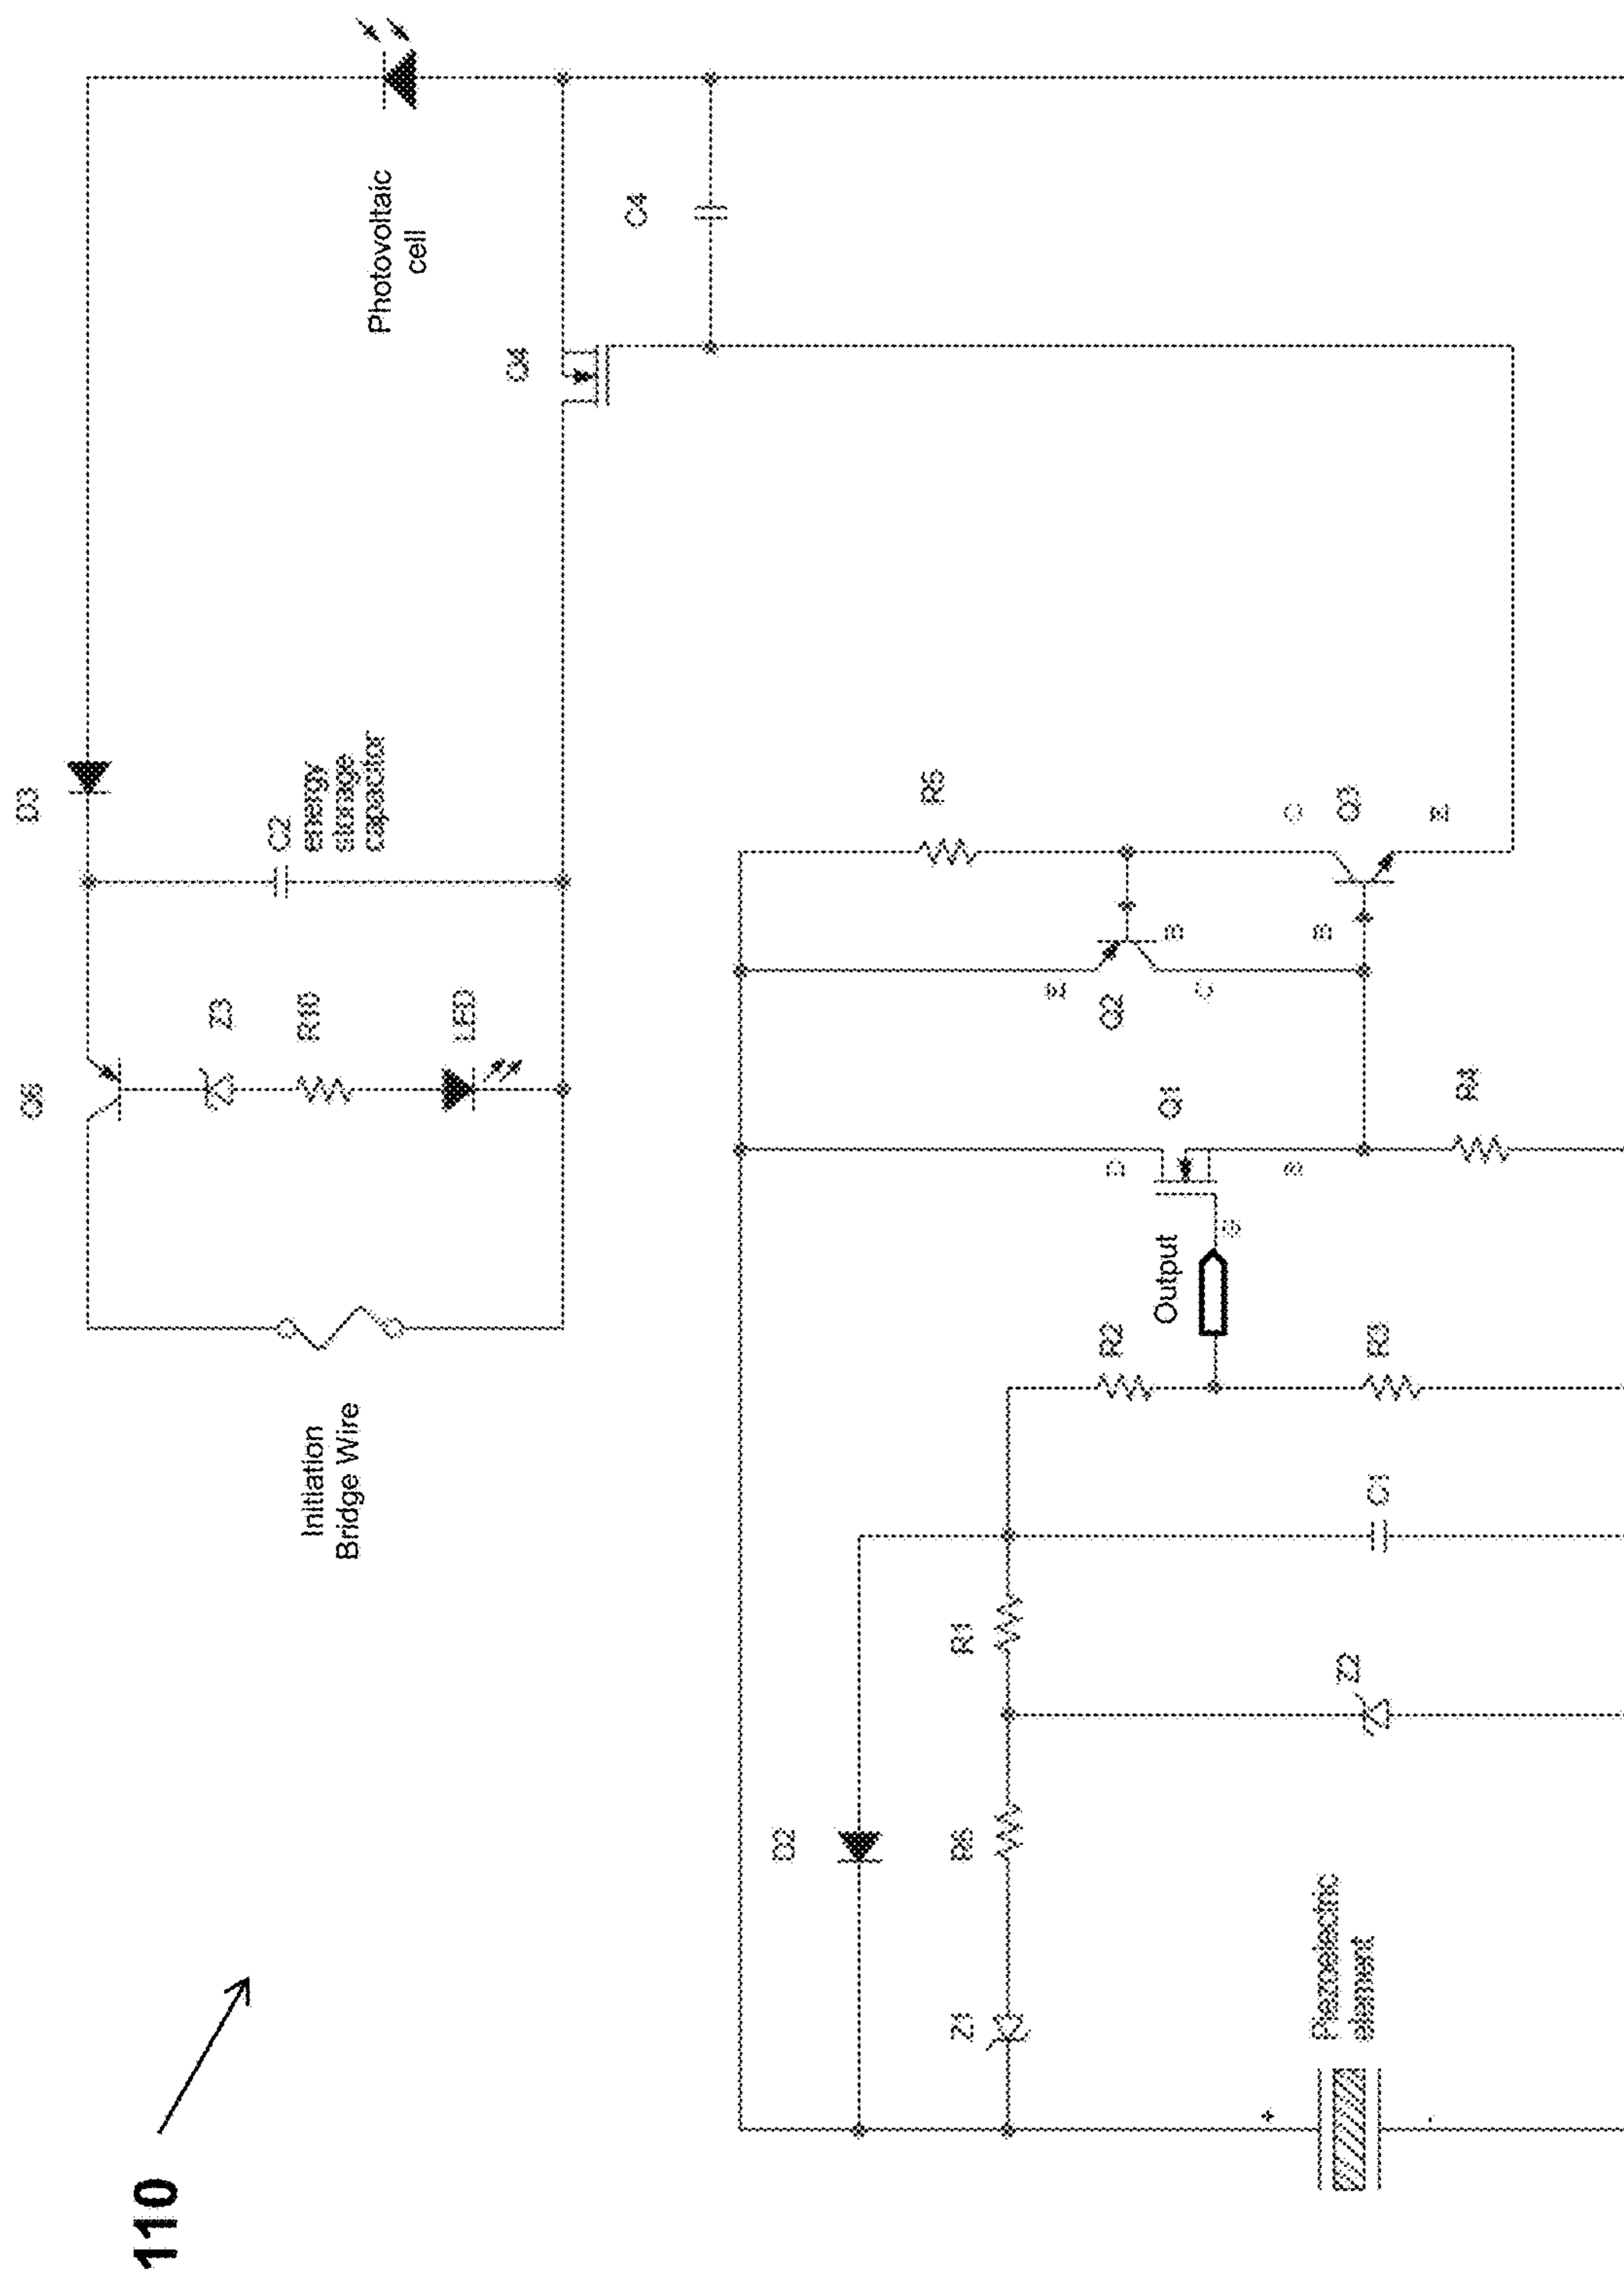 110
D3
Q5
C2
energy
storage
capacitor
Z3
R10
LED
Photovoltaic
cell
Initiation
Bridge Wire
Q4
C4
R5
C
Q3
E
B
B
E
Q2
C
Q1
D
S
G
R4
Output
R2
R3
C1
R1
Z2
D2
R6
Z1
Piezoelectric
element
+
-